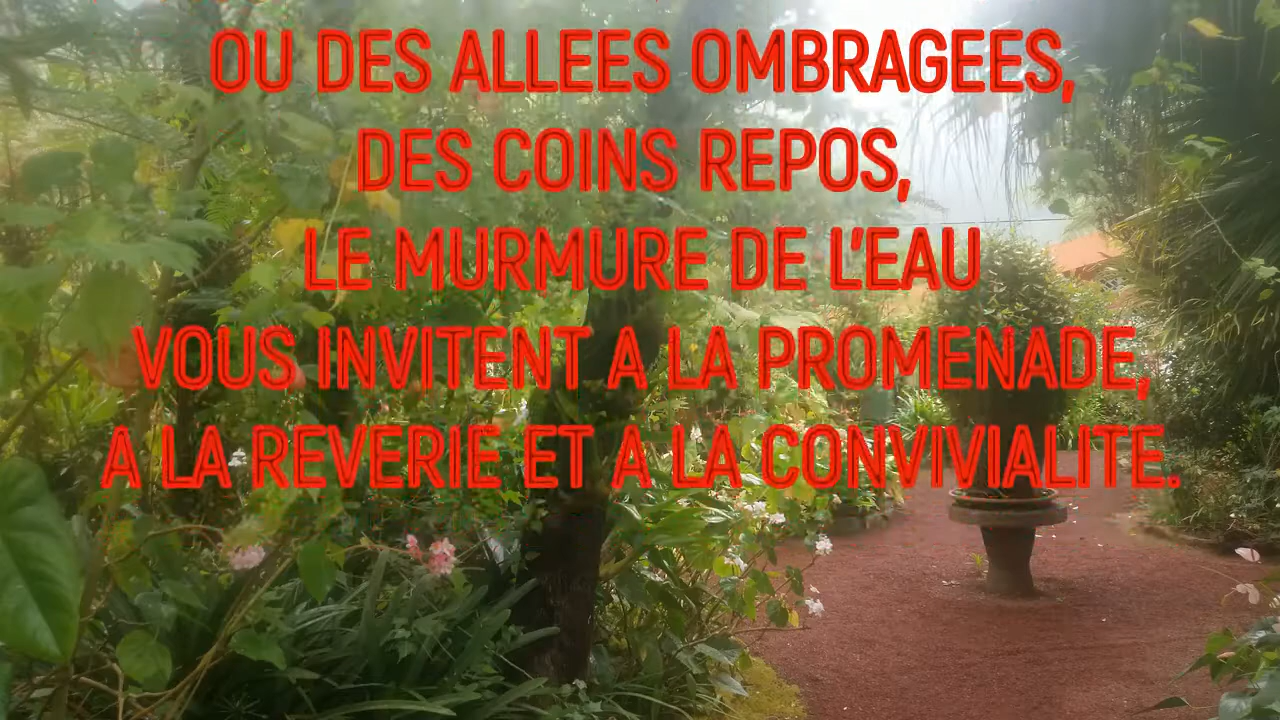 OU DES ALLEES OMBRAGEES,
DES COINS REPOS,
LE MURMURE DE L'EAU
VOUS INVITENT A LA PROMENADE,
A LA REVERIE ET A LA CONVIVIALITE.